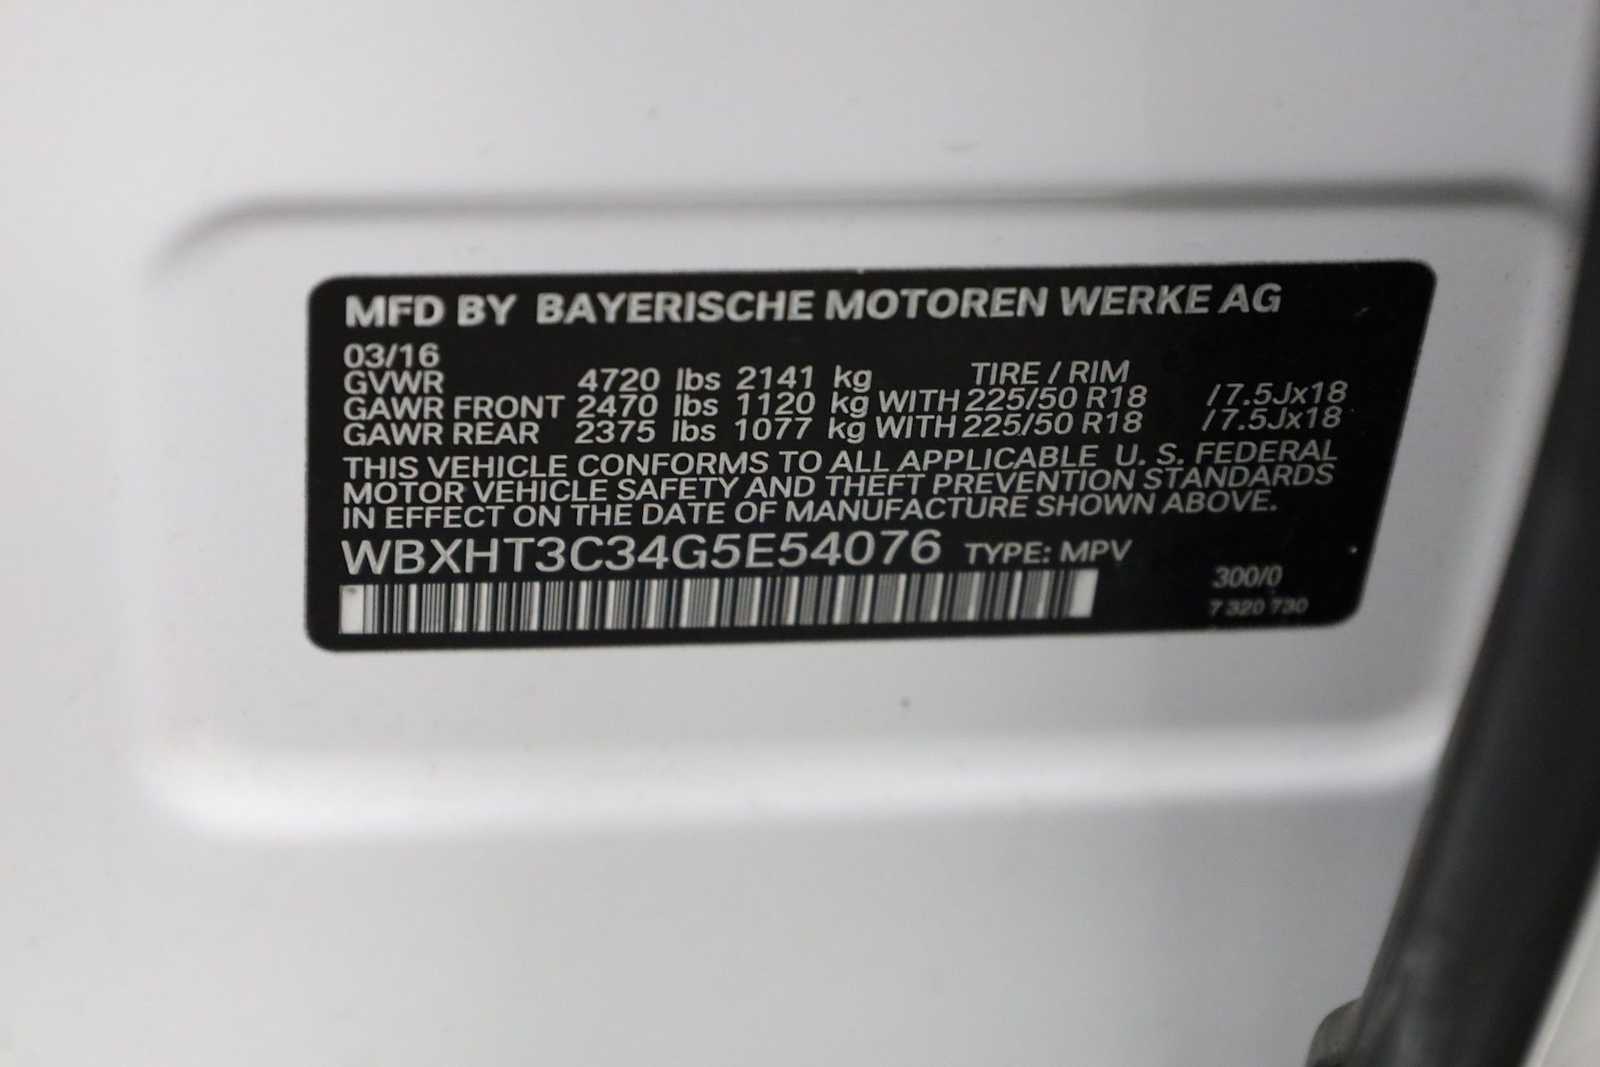 MFD BY BAYERISCHE MOTOREN WERKE AG
03/16
TIRE / RIM
GVWR 4720 lbs 2141 kg
GAWR FRONT 2470 lbs 1120 kg WITH 225/50 R18 / 7.5Jx18
GAWR REAR 2375 lbs 1077 kg WITH 225/50 R18 / 7.5Jx18
THIS VEHICLE CONFORMS TO ALL APPLICABLE U. S. FEDERAL
MOTOR VEHICLE SAFETY AND THEFT PREVENTION STANDARDS
IN EFFECT ON THE DATE OF MANUFACTURE SHOWN ABOVE.
WBXHT3C34G5E54076 TYPE: MPV
300/0
7 320 730